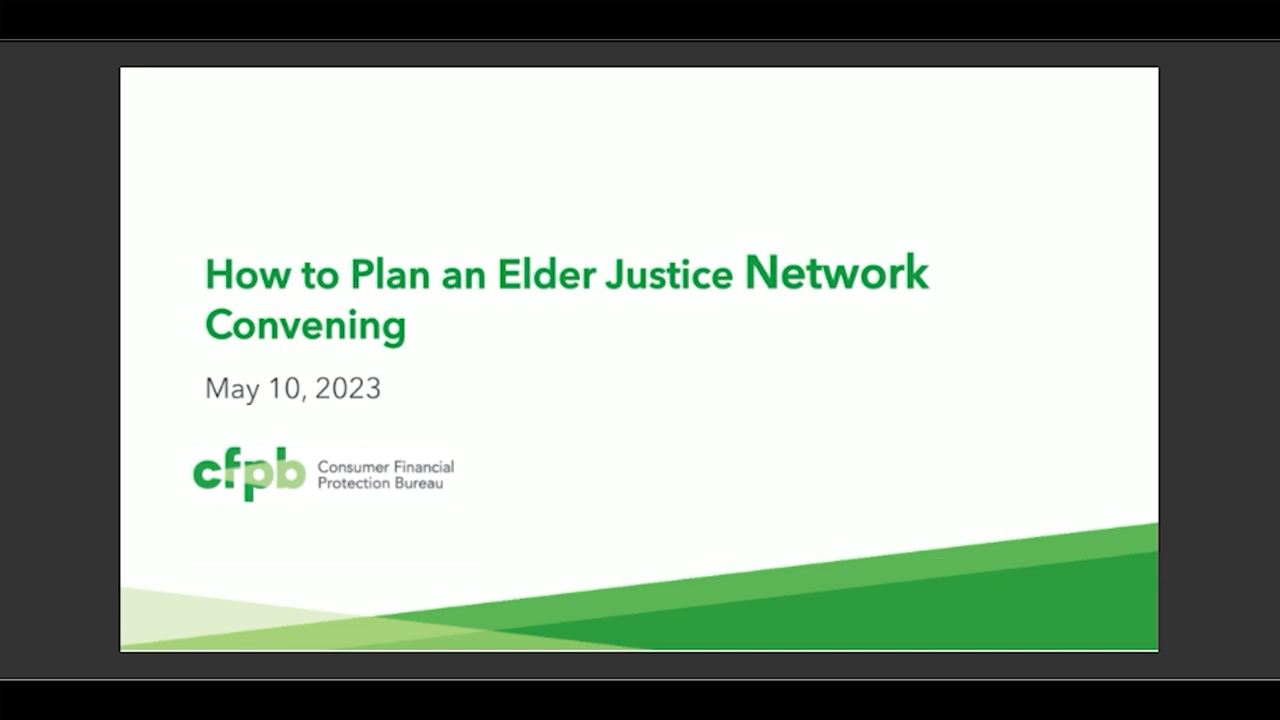 How to Plan an Elder Justice Network
Convening
May 10, 2023
cfpb
Consumer Financial
Protection Bureau